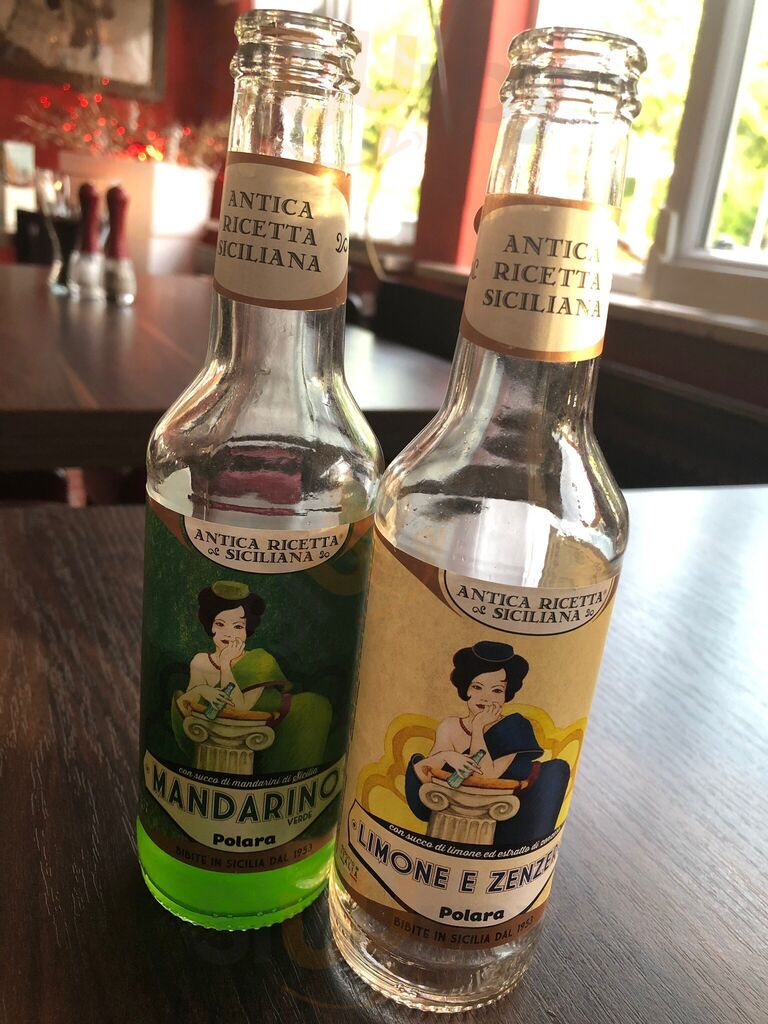 ANTICA
RICETTA
SICILIANA
ANTICA RICETTA
SICILIANA
con succo di mandarini di Sicilia
MANDARINO
VERDE
Polara
BIBITE IN SICILIA DAL 1953
ANTICA
RICETTA
SICILIANA
ANTICA RICETTA®
SICILIANA
con succo di limone ed estratto di
LIMONE E ZENZER
Polara
BIBITE IN SICILIA DAL 1953